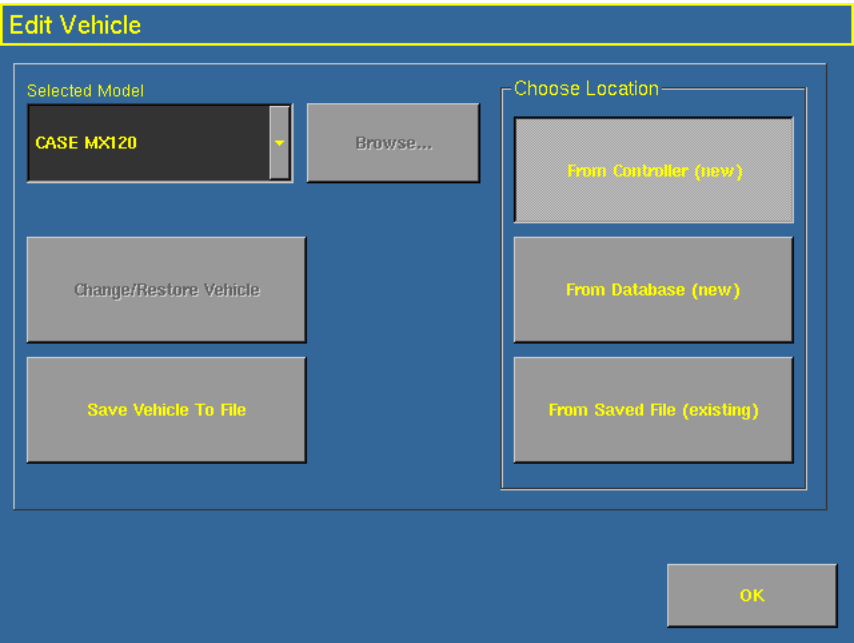 Edit Vehicle
Selected Model
CASE MX120
Browse...
Change/Restore Vehicle
Save Vehicle To File
Choose Location
From Controller (new)
From Database (new)
From Saved File (existing)
OK